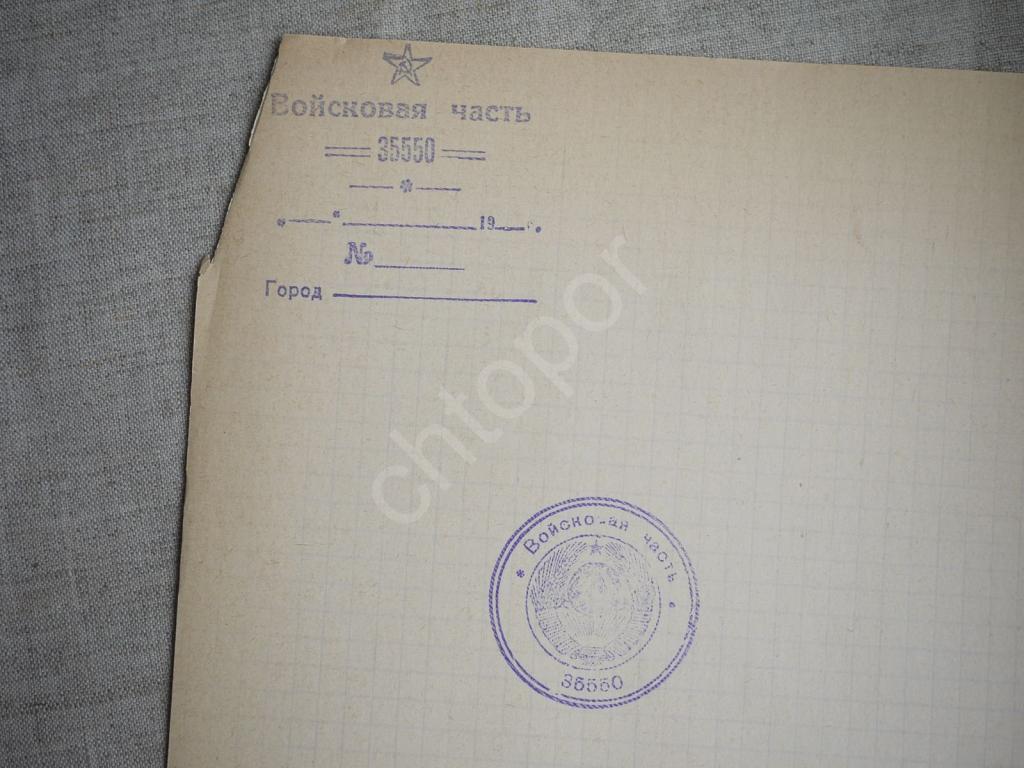 Войсковая часть
35550
„ “ 19 г.
№
Город
Войсковая часть
35550
chtopor